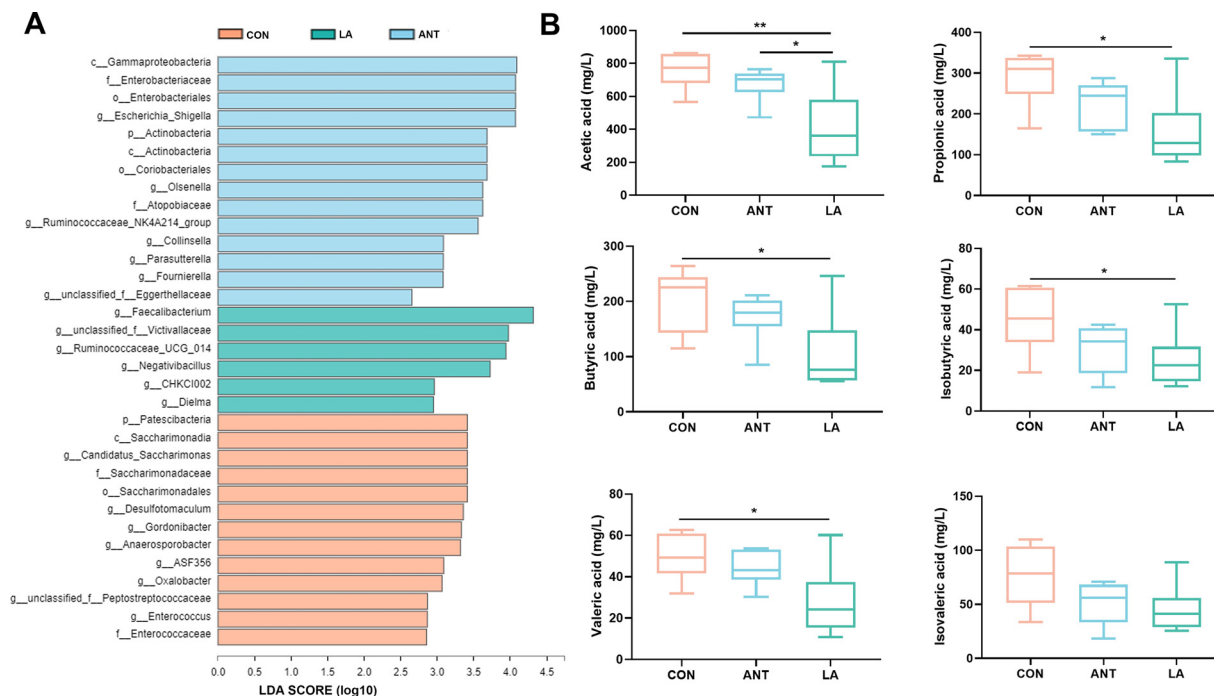 A
CON
LA
ANT
c__Gammaproteobacteria
f__Enterobacteriaceae
o__Enterobacteriales
g__Escherichia_Shigella
p__Actinobacteria
c__Actinobacteria
o__Coriobacteriales
g__Olsenella
f__Atopobiaceae
g__Ruminococcaceae_NK4A214_group
g__Collinsella
g__Parasutterella
g__Fournierella
g__unclassified_f__Eggerthellaceae
g__Faecalibacterium
g__unclassified_f__Victivallaceae
g__Ruminococcaceae_UCG_014
g__Negativibacillus
g__CHKCI002
g__Dielma
p__Patescibacteria
c__Saccharimonadia
g__Candidatus_Saccharimonas
f__Saccharimonadaceae
o__Saccharimonadales
g__Desulfotomaculum
g__Gordonibacter
g__Anaerosporobacter
g__ASF356
g__Oxalobacter
g__unclassified_f__Peptostreptococcaceae
g__Enterococcus
f__Enterococcaceae
0.0 0.5 1.0 1.5 2.0 2.5 3.0 3.5 4.0 4.5
LDA SCORE (log10)
B
Acetic acid (mg/L)
1000
800
600
400
200
0
**
*
CON ANT LA
Propionic acid (mg/L)
400
300
200
100
0
*
CON ANT LA
Butyric acid (mg/L)
300
200
100
0
*
CON ANT LA
Isobutyric acid (mg/L)
80
60
40
20
0
*
CON ANT LA
Valeric acid (mg/L)
80
60
40
20
0
*
CON ANT LA
Isovaleric acid (mg/L)
150
100
50
0
CON ANT LA